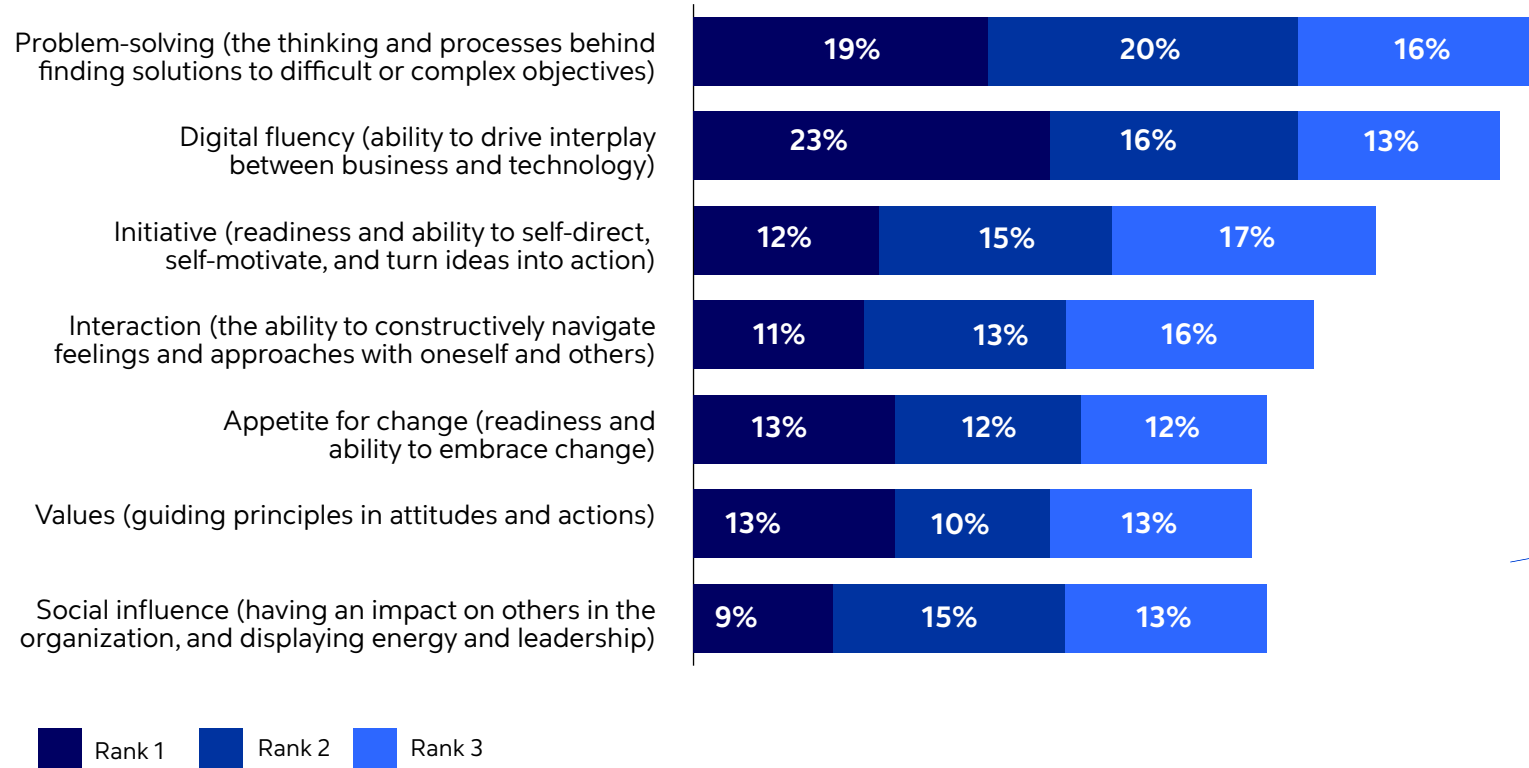 Problem-solving (the thinking and processes behind
finding solutions to difficult or complex objectives)
19% 20% 16%
Digital fluency (ability to drive interplay
between business and technology)
23% 16% 13%
Initiative (readiness and ability to self-direct,
self-motivate, and turn ideas into action)
12% 15% 17%
Interaction (the ability to constructively navigate
feelings and approaches with oneself and others)
11% 13% 16%
Appetite for change (readiness and
ability to embrace change)
13% 12% 12%
Values (guiding principles in attitudes and actions)
13% 10% 13%
Social influence (having an impact on others in the
organization, and displaying energy and leadership)
9% 15% 13%
Rank 1 Rank 2 Rank 3